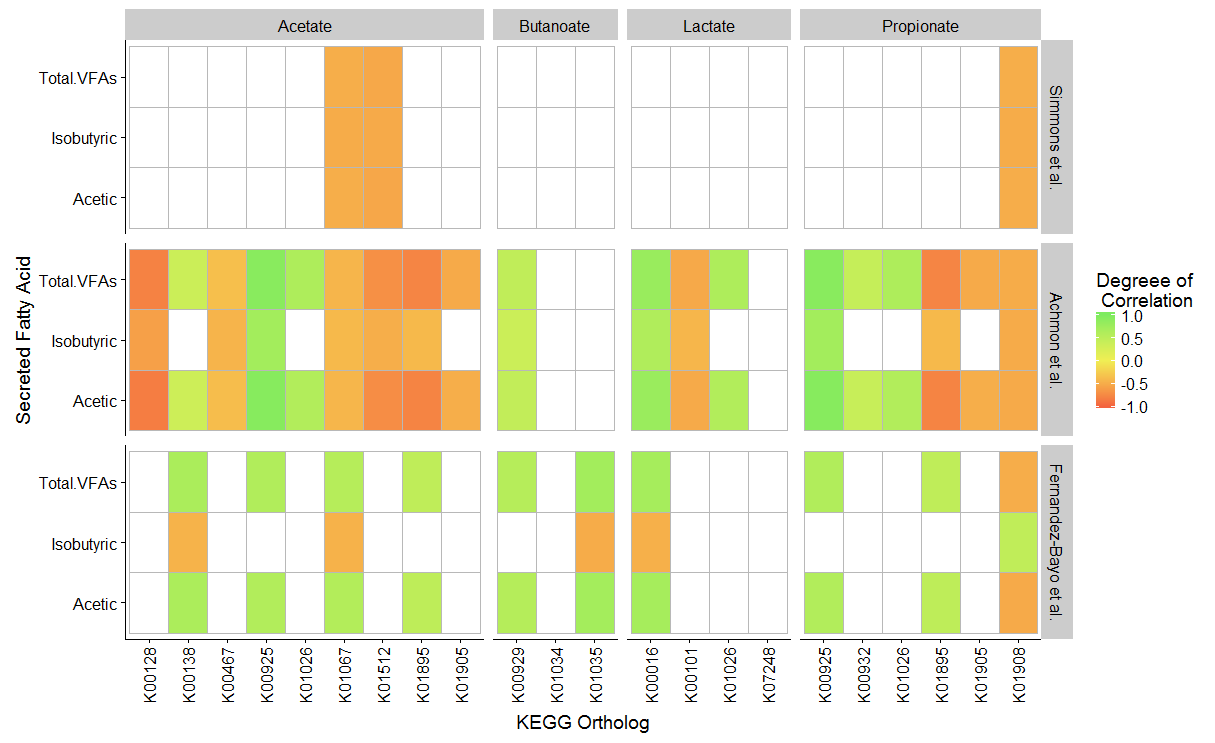 Acetate
Butanoate
Lactate
Propionate
Total.VFAs
Isobutyric
Acetic
Simmons et al.
Total.VFAs
Isobutyric
Acetic
Achmon et al.
Total.VFAs
Isobutyric
Acetic
Fernandez-Bayo et al.
Secreted Fatty Acid
K00128
K00138
K00467
K00925
K01026
K01067
K01512
K01895
K01905
K00929
K01034
K01035
K00016
K00101
K01026
K07248
K00925
K00932
K01026
K01895
K01905
K01908
KEGG Ortholog
Degreee of
Correlation
1.0
0.5
0.0
-0.5
-1.0